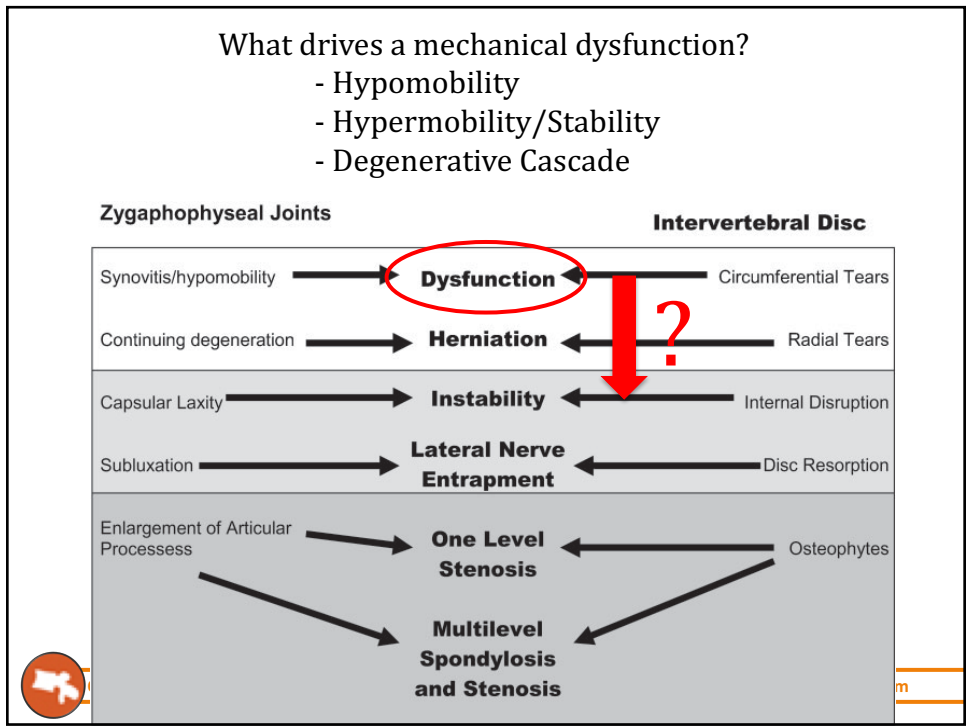 What drives a mechanical dysfunction?
- Hypomobility
- Hypermobility/Stability
- Degenerative Cascade
Zygaphophyseal Joints
Intervertebral Disc
Synovitis/hypomobility
Dysfunction
Circumferential Tears
?
Continuing degeneration
Herniation
Radial Tears
Capsular Laxity
Instability
Internal Disruption
Subluxation
Lateral Nerve
Entrapment
Disc Resorption
Enlargement of Articular
Processess
One Level
Stenosis
Osteophytes
Multilevel
Spondylosis
and Stenosis